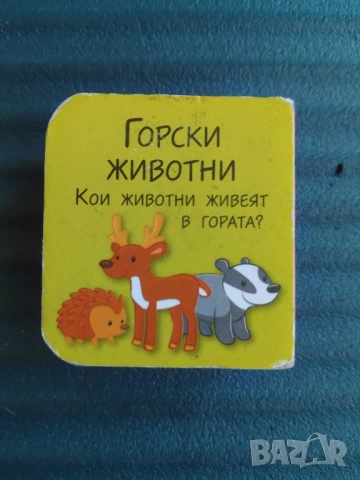 Горски
животни
Кои животни живеят
в гората?
BAZAR